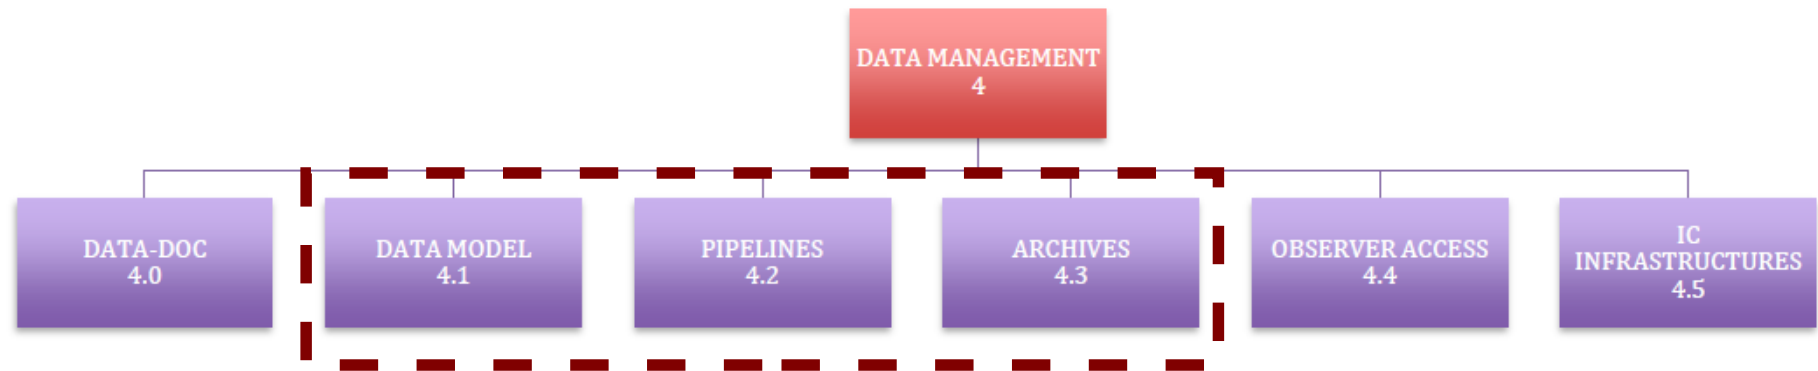 DATA MANAGEMENT
4
DATA-DOC
4.0
DATA MODEL
4.1
PIPELINES
4.2
ARCHIVES
4.3
OBSERVER ACCESS
4.4
IC
INFRASTRUCTURES
4.5